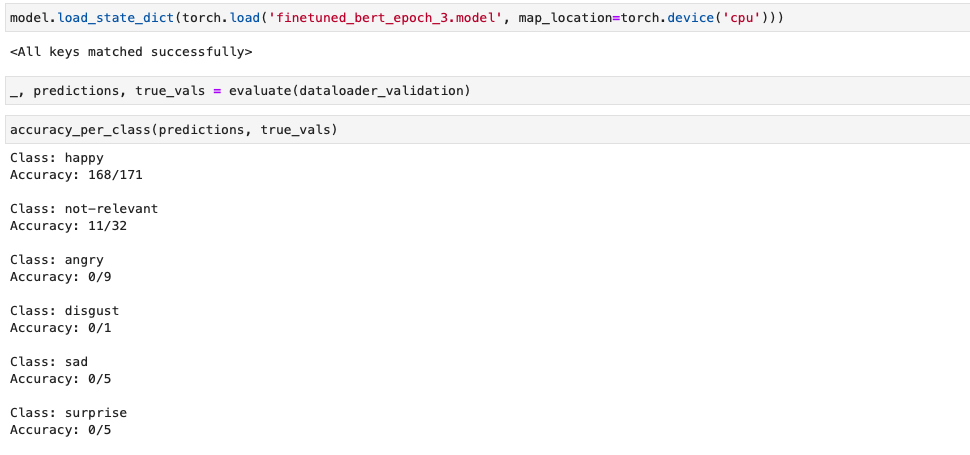 model.load_state_dict(torch.load('finetuned_bert_epoch_3.model', map_location=torch.device('cpu')))
<All keys matched successfully>
_, predictions, true_vals = evaluate(dataloader_validation)
accuracy_per_class(predictions, true_vals)
Class: happy
Accuracy: 168/171
Class: not-relevant
Accuracy: 11/32
Class: angry
Accuracy: 0/9
Class: disgust
Accuracy: 0/1
Class: sad
Accuracy: 0/5
Class: surprise
Accuracy: 0/5